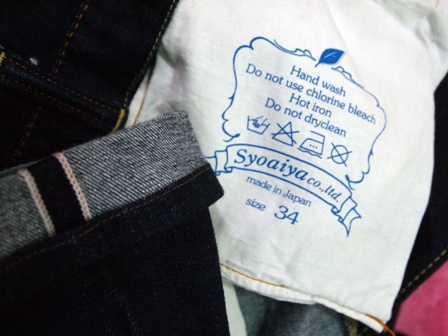 Hand wash
Do not use chlorine bleach
Hot iron
Do not dryclean
Syoaiya co.,ltd.
made in Japan
size 34